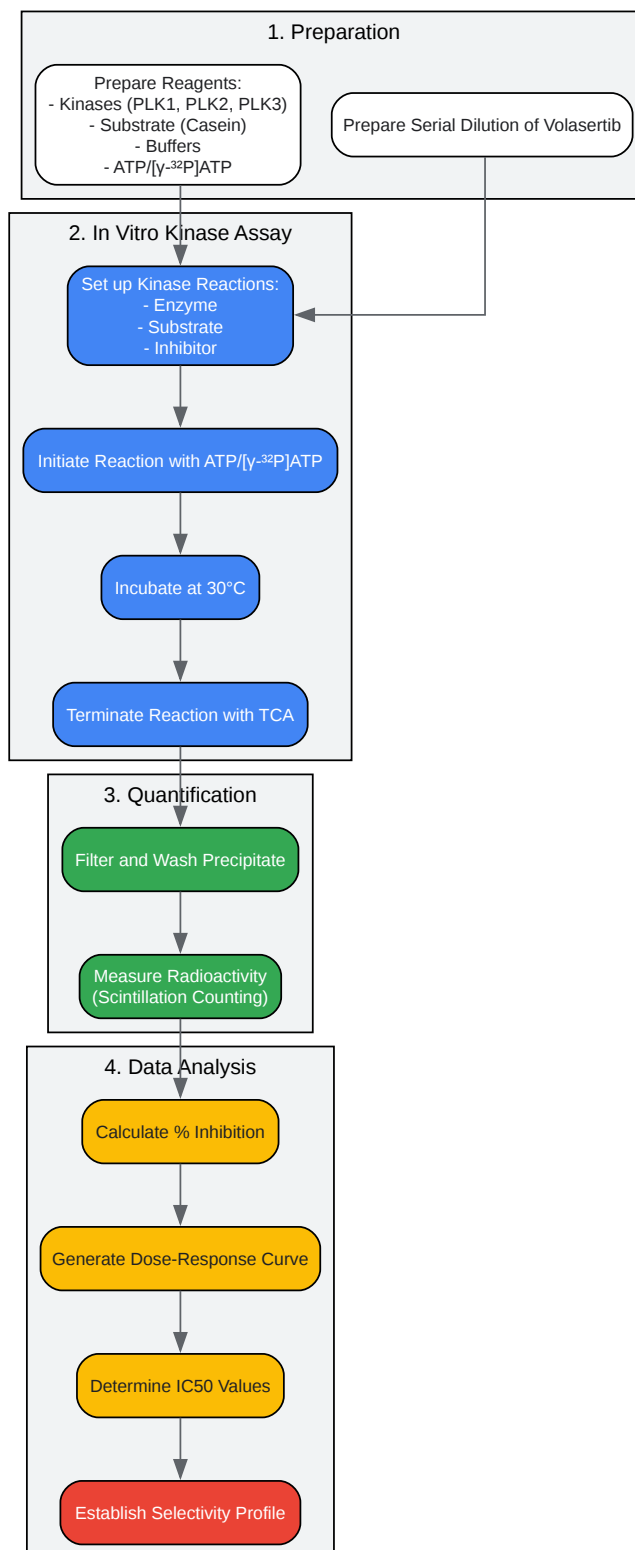 1. Preparation
Prepare Reagents:
- Kinases (PLK1, PLK2, PLK3)
- Substrate (Casein)
- Buffers
- ATP/[γ-³²P]ATP
Prepare Serial Dilution of Volasertib
2. In Vitro Kinase Assay
Set up Kinase Reactions:
- Enzyme
- Substrate
- Inhibitor
Initiate Reaction with ATP/[γ-³²P]ATP
Incubate at 30°C
Terminate Reaction with TCA
3. Quantification
Filter and Wash Precipitate
Measure Radioactivity
(Scintillation Counting)
4. Data Analysis
Calculate % Inhibition
Generate Dose-Response Curve
Determine IC50 Values
Establish Selectivity Profile